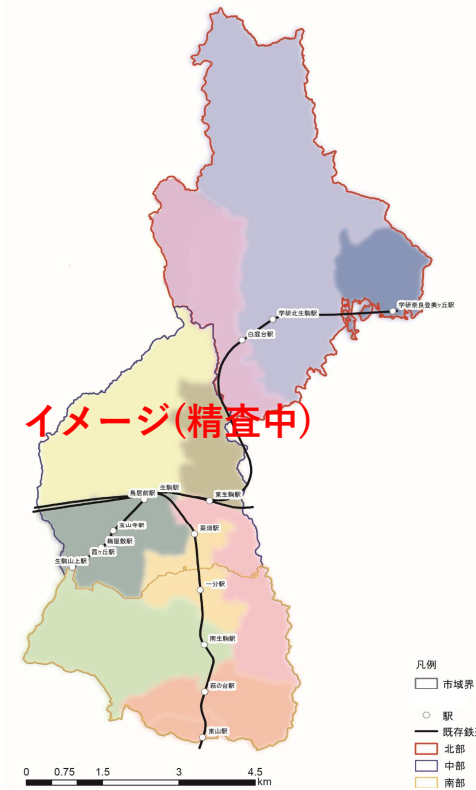 学研奈良登美ヶ丘駅
学研北生駒駅
白庭台駅
イメージ(精査中)
生駒駅
鳥居前駅
東生駒駅
宝山寺駅
菜畑駅
梅屋敷駅
霞ヶ丘駅
生駒山上駅
一分駅
南生駒駅
萩の台駅
東山駅
凡例
市域界
駅
既存鉄道
北部
中部
南部
0 0.75 1.5 3 4.5
km